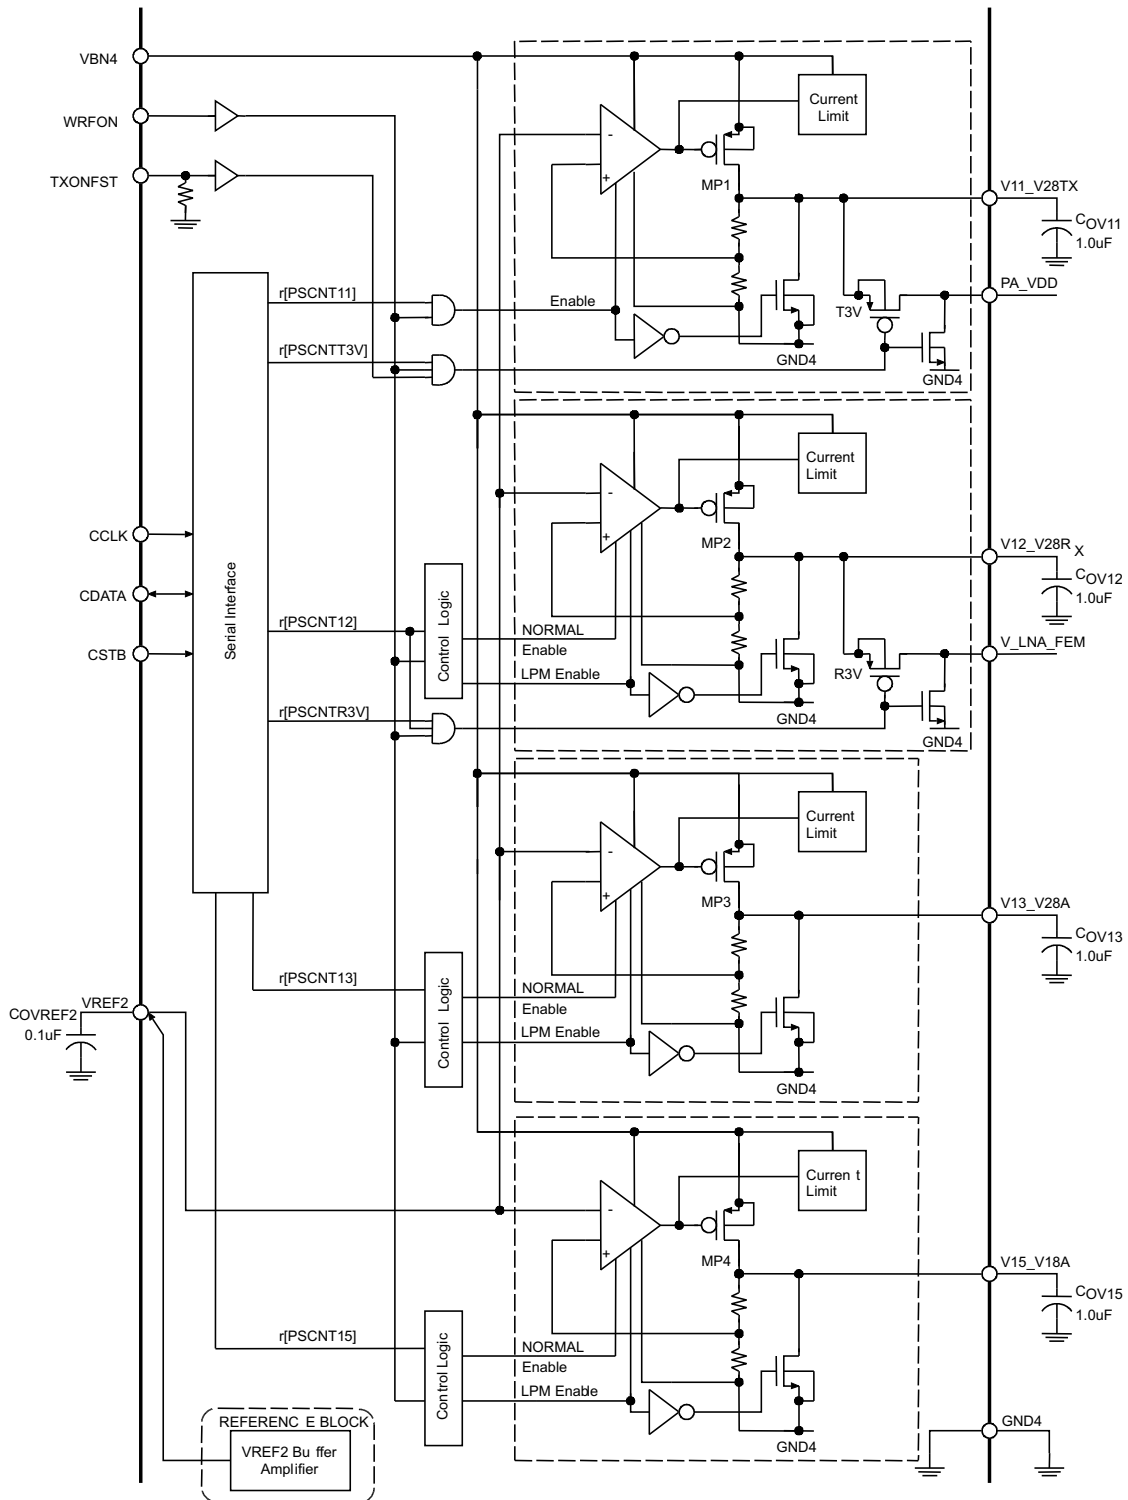 VBN4
WRFON
TXONFST
Current
Limit
-
+
MP1
V11_V28TX
COV11
1.0uF
r[PSCNT11]
Enable
T3V
PA_VDD
r[PSCNTT3V]
GND4
GND4
Current
Limit
-
+
MP2
V12_V28R X
COV12
1.0uF
CCLK
CDATA
CSTB
Serial Interface
r[PSCNT12]
Control Logic
NORMAL
Enable
LPM Enable
R3V
V_LNA_FEM
r[PSCNTR3V]
GND4
GND4
Current
Limit
-
+
MP3
V13_V28A
COV13
1.0uF
r[PSCNT13]
Control Logic
NORMAL
Enable
LPM Enable
GND4
VREF2
COVREF2
0.1uF
Curren t
Limit
-
+
MP4
V15_V18A
COV15
1.0uF
r[PSCNT15]
Control Logic
NORMAL
Enable
LPM Enable
GND4
GND4
REFERENC E BLOCK
VREF2 Bu ffer
Amplifier